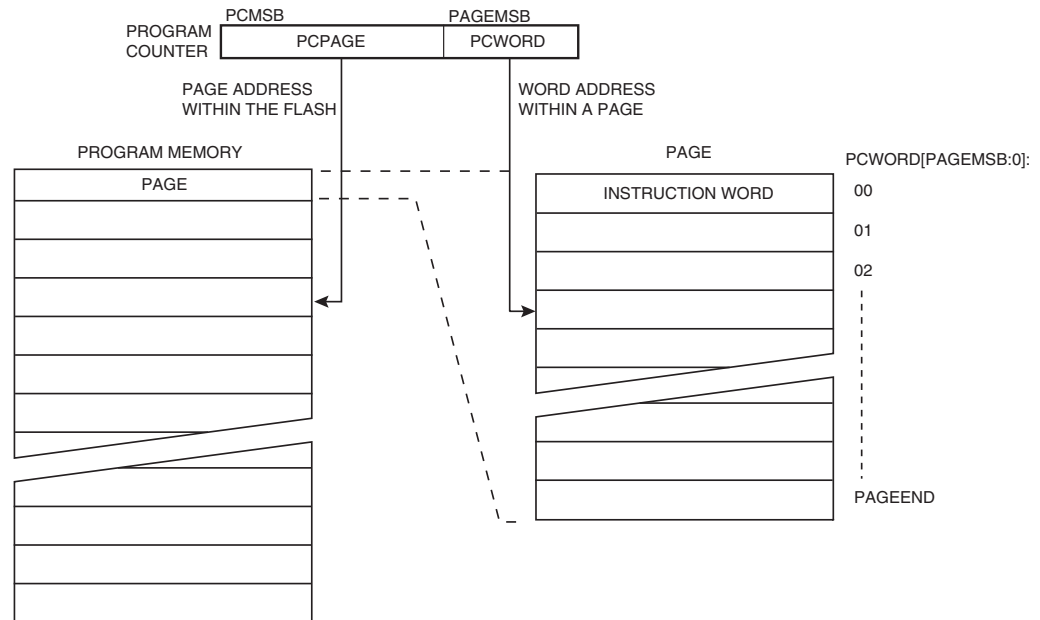 PCMSB
PAGEMSB
PROGRAM
COUNTER
PCPAGE
PCWORD
PAGE ADDRESS
WITHIN THE FLASH
WORD ADDRESS
WITHIN A PAGE
PROGRAM MEMORY
PAGE
PAGE
PCWORD[PAGEMSB:0]:
INSTRUCTION WORD
00
01
02
PAGEEND